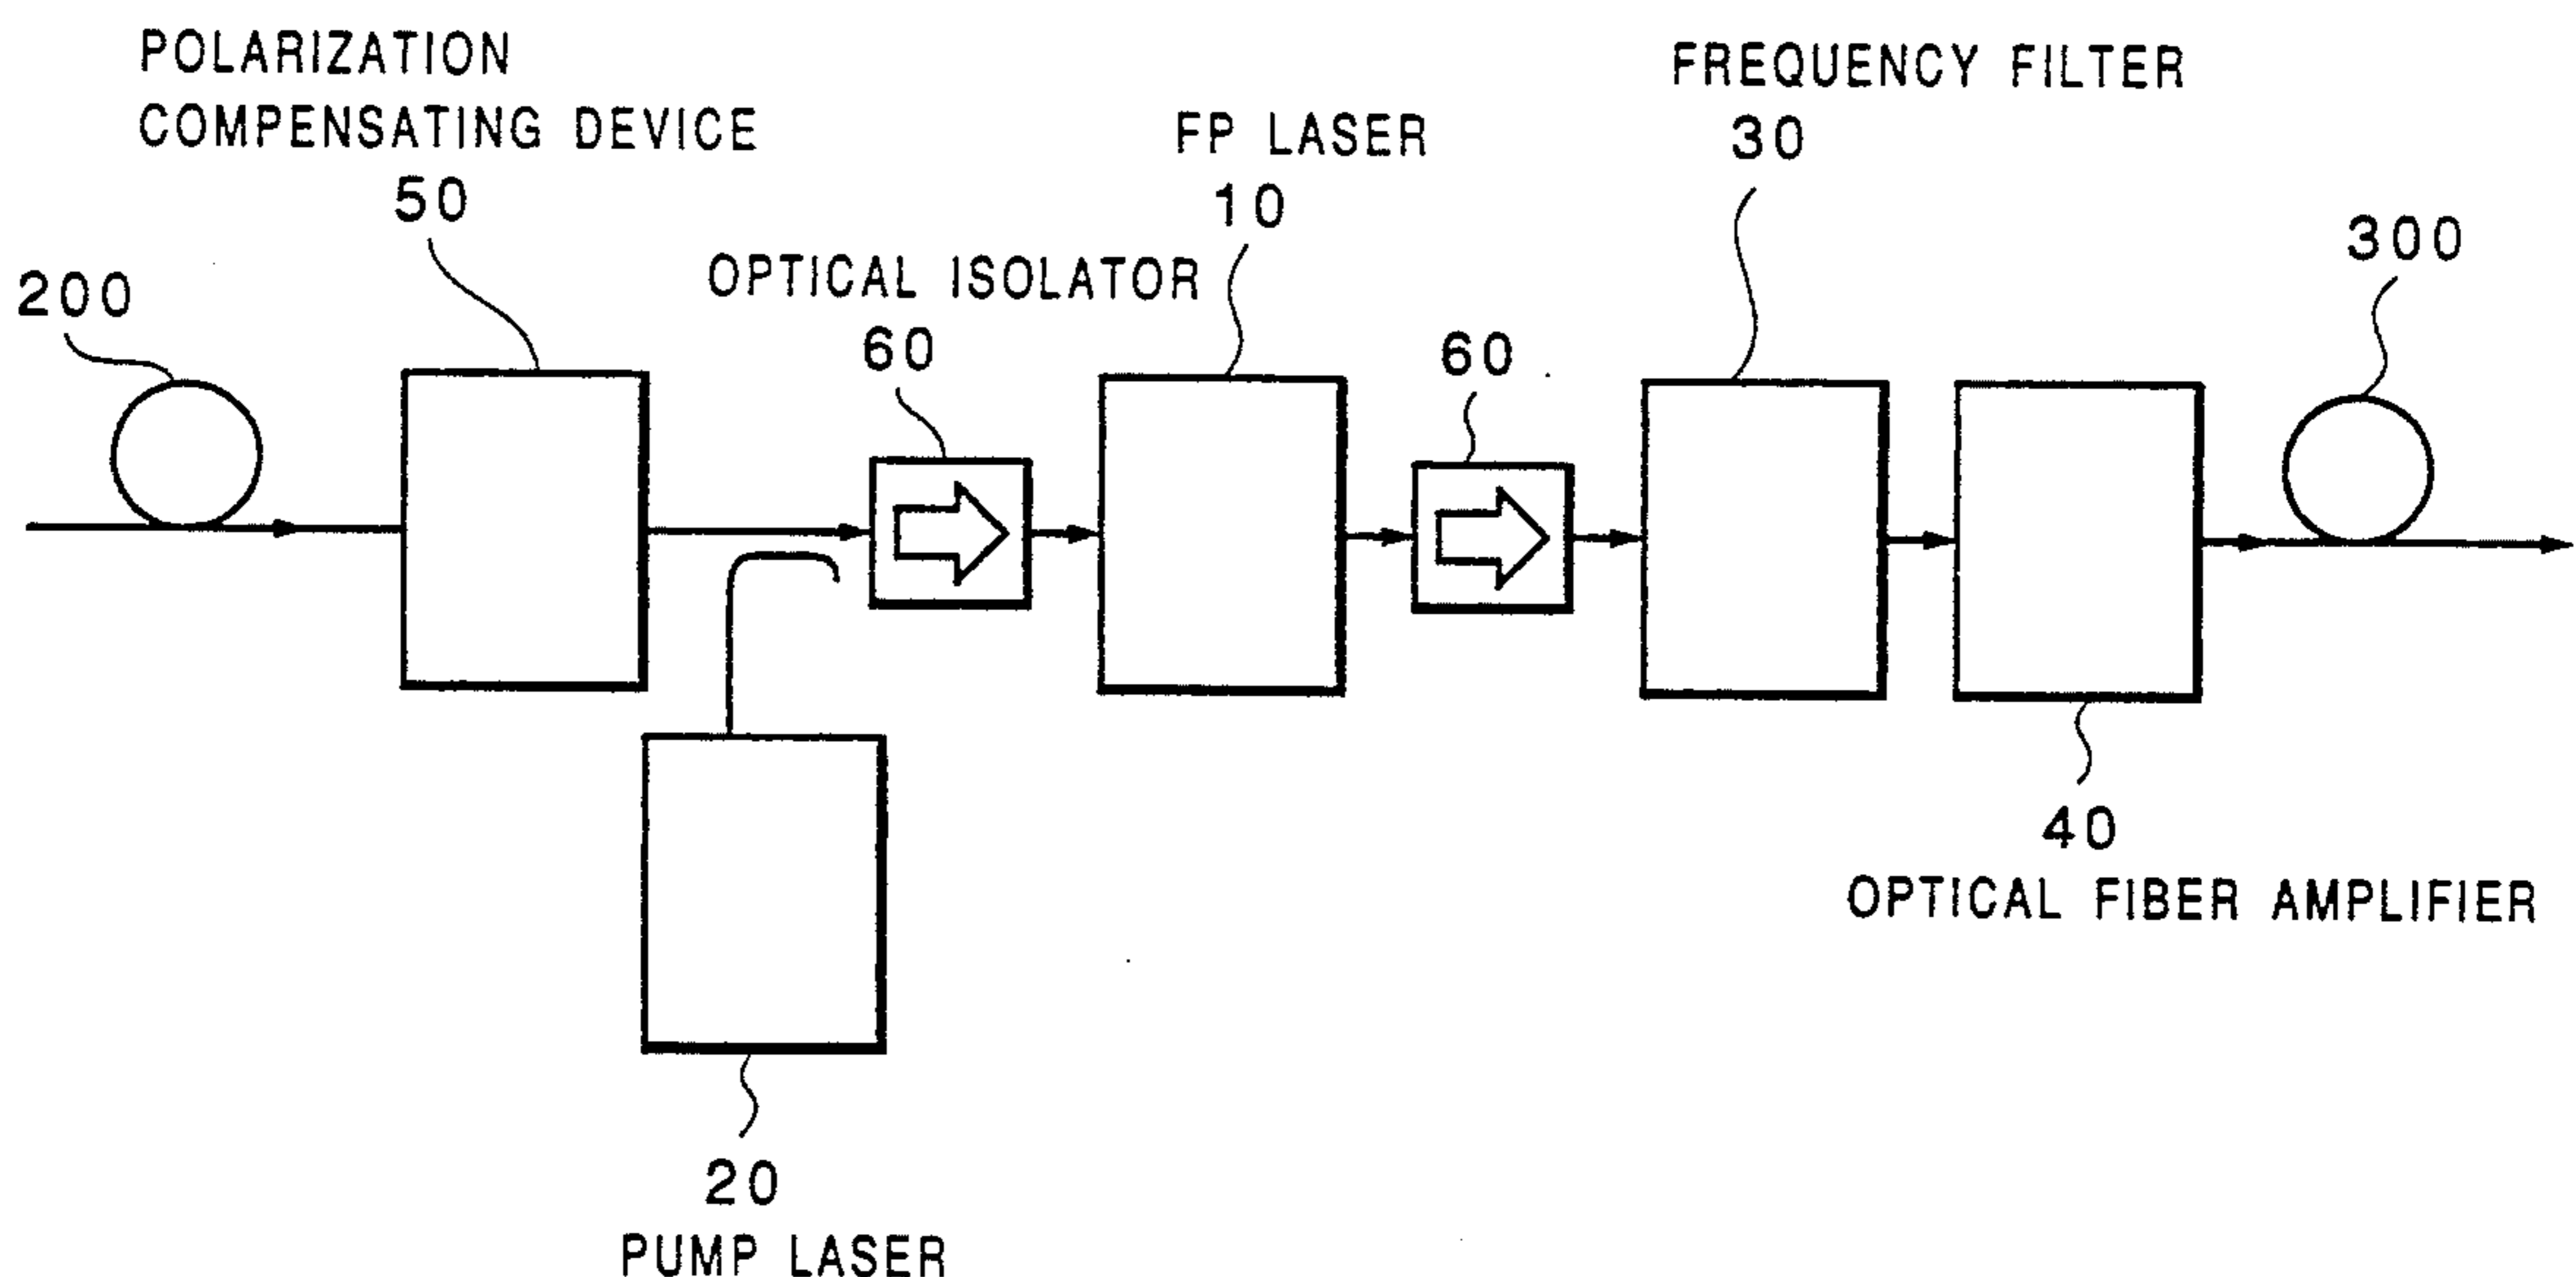 POLARIZATION
COMPENSATING DEVICE
50
200
OPTICAL ISOLATOR
60
FP LASER
10
60
FREQUENCY FILTER
30
300
40
OPTICAL FIBER AMPLIFIER
20
PUMP LASER